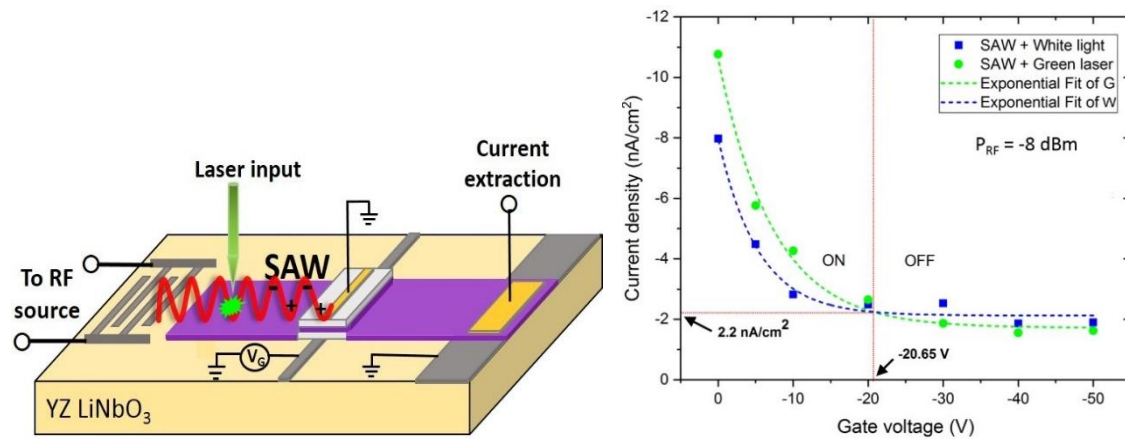 Laser input
Current
extraction
To RF
source
SAW
- -
+ +
V_G
YZ LiNbO₃
-12
-10
-8
-6
-4
-2
0
Current density (nA/cm²)
SAW + White light
SAW + Green laser
Exponential Fit of G
Exponential Fit of W
P_RF = -8 dBm
ON
OFF
2.2 nA/cm²
-20.65 V
0 -10 -20 -30 -40 -50
Gate voltage (V)